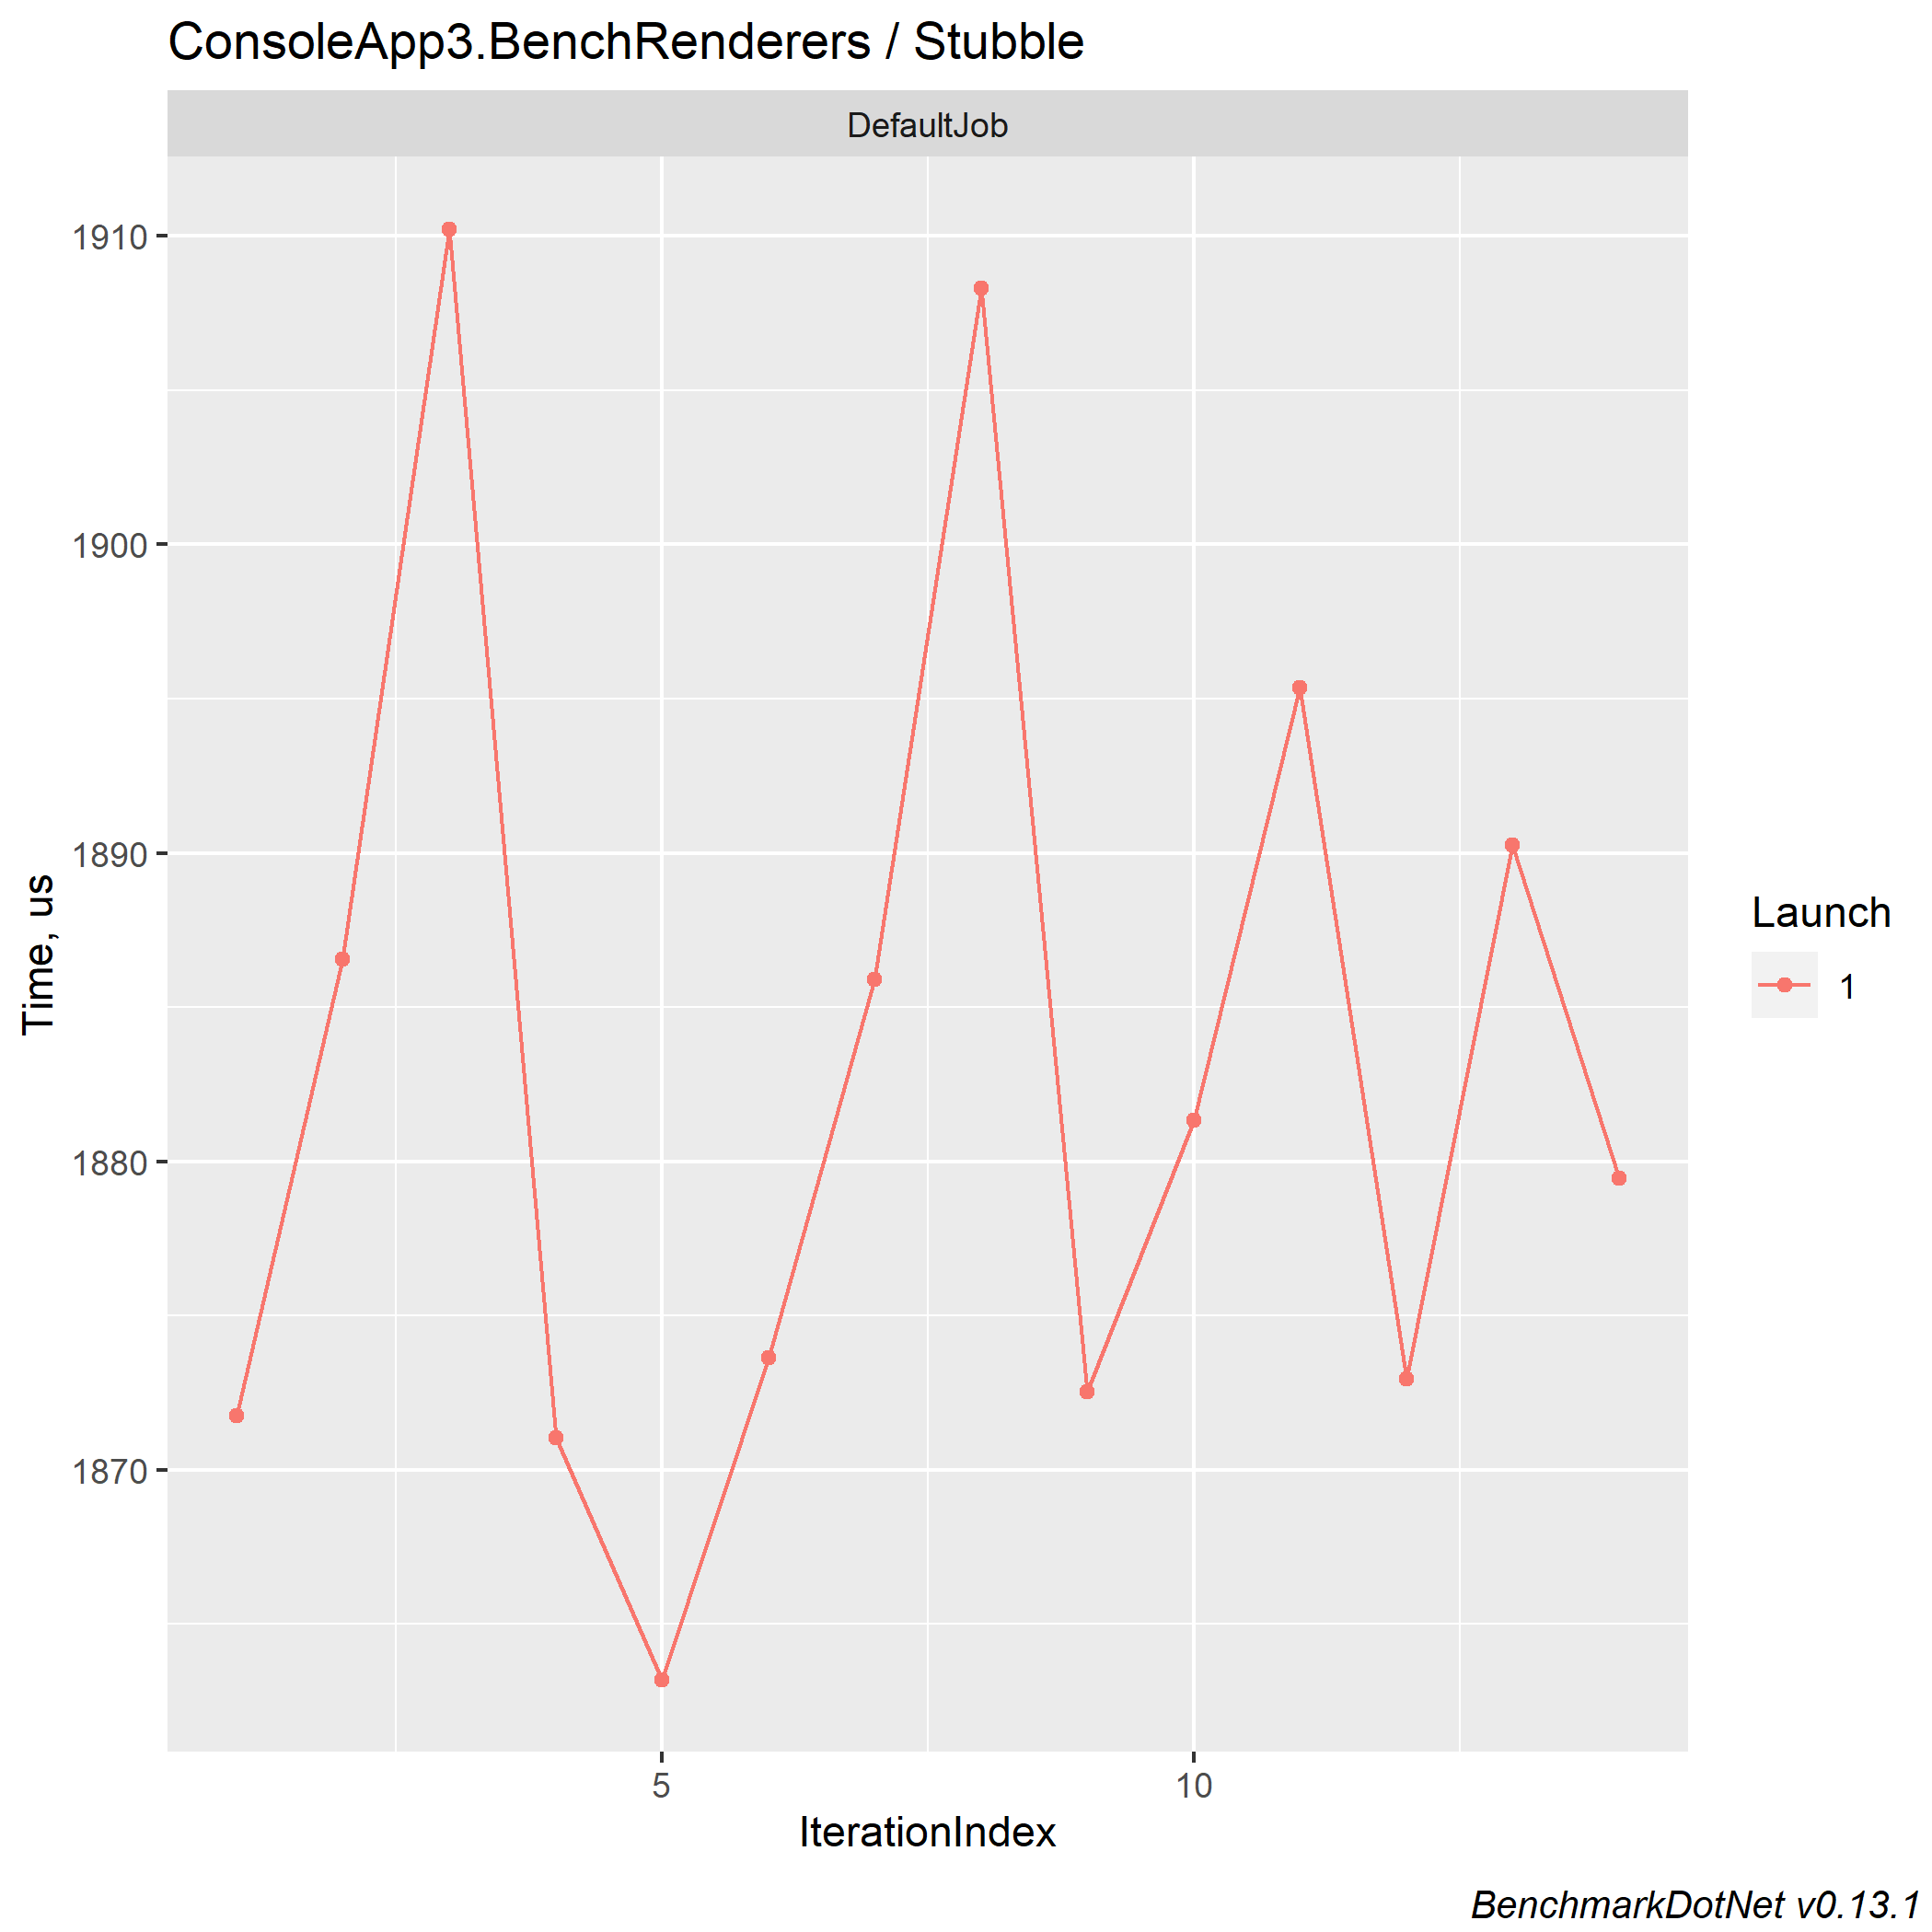 ConsoleApp3.BenchRenderers / Stubble
DefaultJob
1910
1900
1890
1880
1870
Time, us
5
10
IterationIndex
Launch
1
BenchmarkDotNet v0.13.1